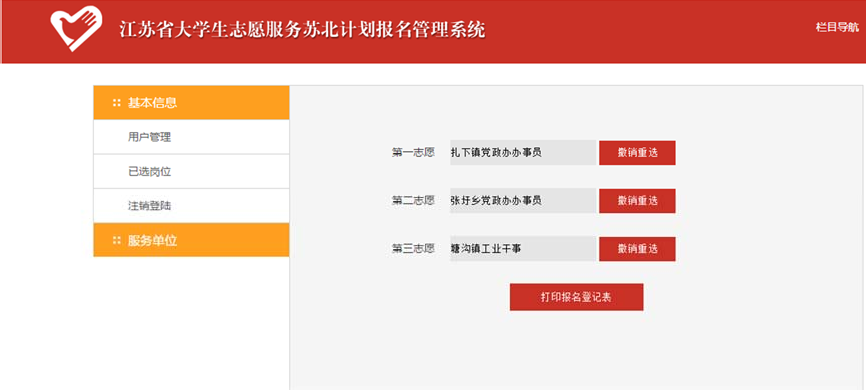 江苏省大学生志愿服务苏北计划报名管理系统
栏目导航
基本信息
用户管理
已选岗位
注销登陆
服务单位
第一志愿 扎下镇党政办办事员 撤销重选
第二志愿 张圩乡党政办办事员 撤销重选
第三志愿 塘沟镇工业干事 撤销重选
打印报名登记表